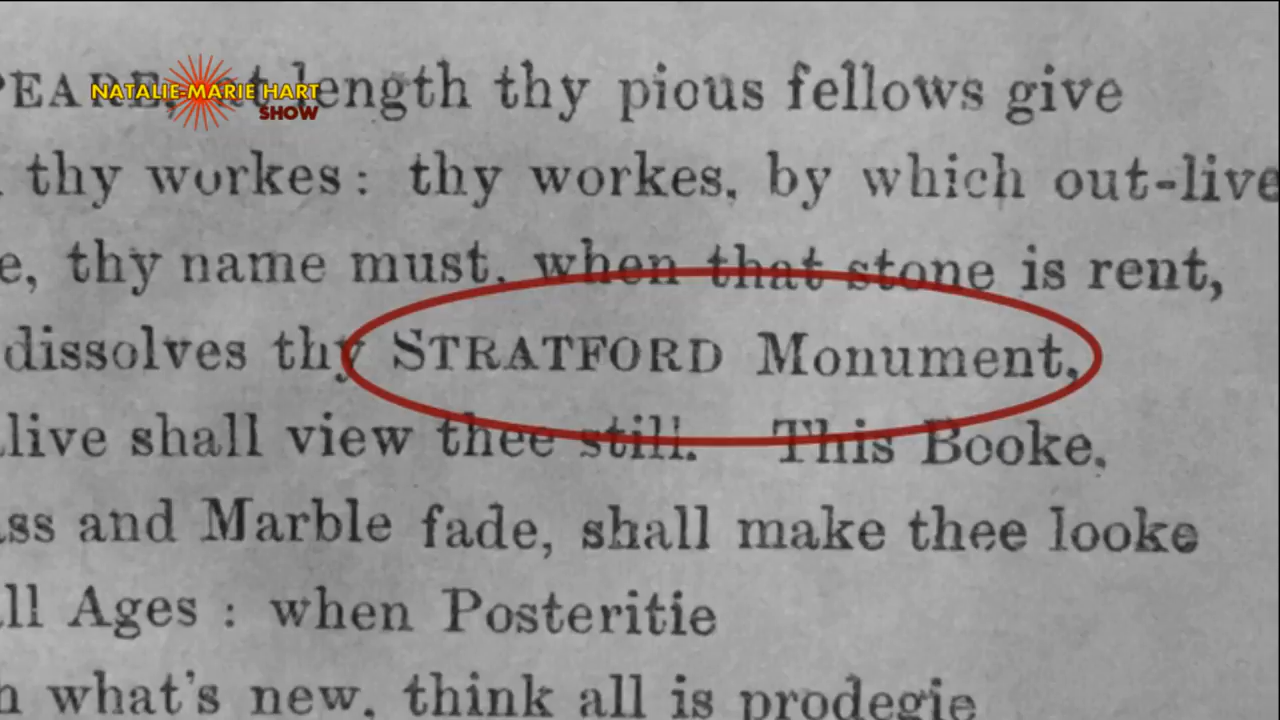 NATALIE-MARIE HART
SHOW
PEARE, at length thy pious fellows give
thy workes: thy workes, by which out-live
e, thy name must, when that stone is rent,
dissolves thy STRATFORD Monument,
live shall view thee still. This Booke,
ss and Marble fade, shall make thee looke
ll Ages : when Posteritie
what's new, think all is prodegie